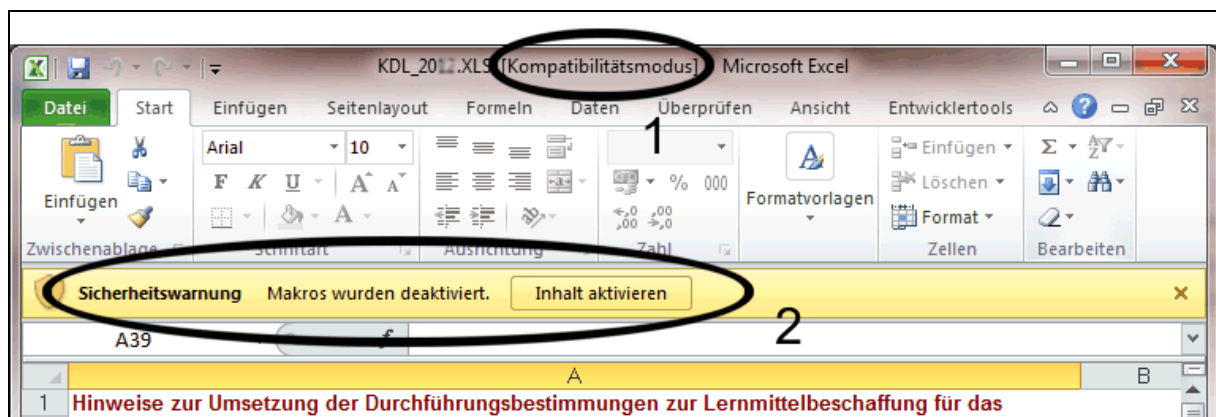 KDL_2012.XLS [Kompatibilitätsmodus] Microsoft Excel
Datei Start Einfügen Seitenlayout Formeln Daten Überprüfen Ansicht Entwicklertools
1
Arial 10 Einfügen Σ
Löschen
F K U A A % 000
Einfügen Formatvorlagen
A Format
Zwischenablage Schriftart Ausrichtung Zahl Zellen Bearbeiten
Sicherheitswarnung Makros wurden deaktiviert. Inhalt aktivieren
2
A39 f
A B
1 Hinweise zur Umsetzung der Durchführungsbestimmungen zur Lernmittelbeschaffung für das